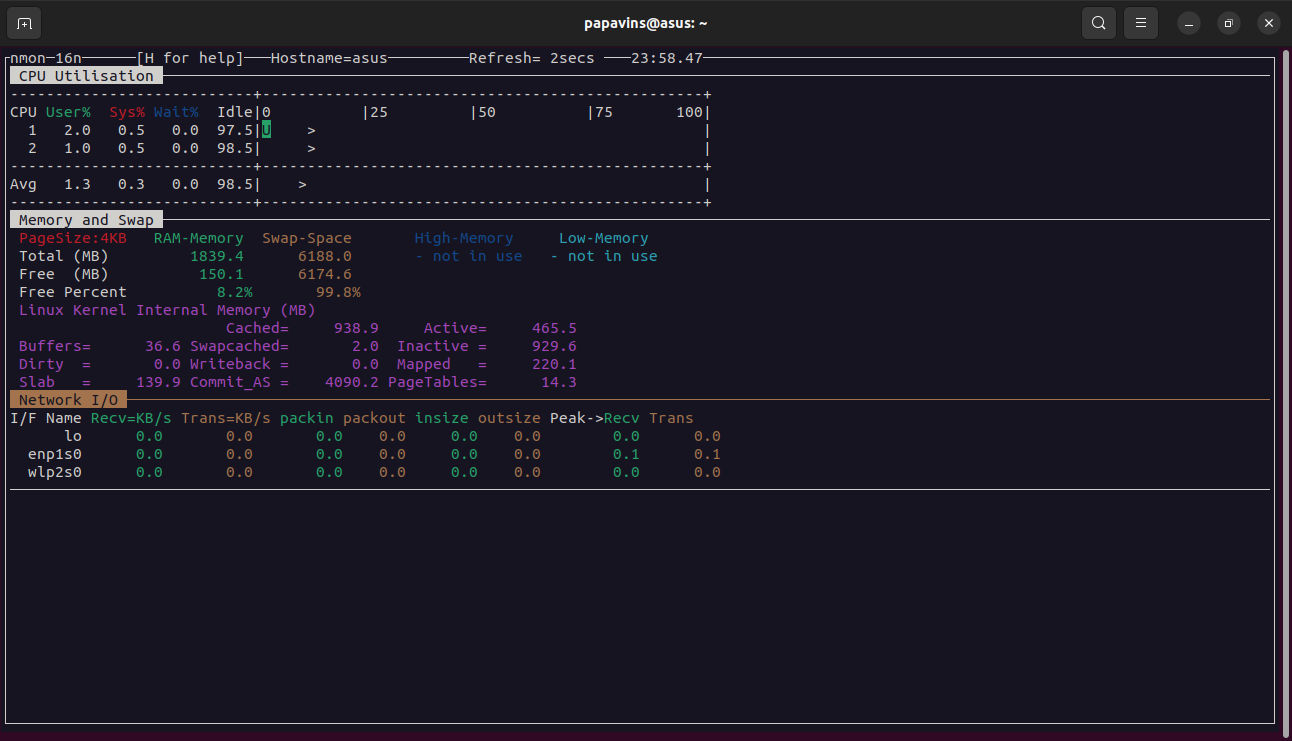 papavins@asus: ~
nmon─16n──────[H for help]───Hostname=asus─────────Refresh= 2secs ───23:58.47
CPU Utilisation
---------------------------+-------------------------------------------------+
CPU User%  Sys% Wait%  Idle|0          |25         |50          |75       100|
  1   2.0   0.5   0.0  97.5|U    >                                           |
  2   1.0   0.5   0.0  98.5|     >                                           |
---------------------------+-------------------------------------------------+
Avg   1.3   0.3   0.0  98.5|    >                                            |
---------------------------+-------------------------------------------------+
Memory and Swap
PageSize:4KB   RAM-Memory  Swap-Space       High-Memory     Low-Memory
Total (MB)         1839.4      6188.0       - not in use   - not in use
Free  (MB)          150.1      6174.6
Free Percent          8.2%       99.8%
Linux Kernel Internal Memory (MB)
                       Cached=     938.9     Active=     465.5
Buffers=      36.6 Swapcached=       2.0  Inactive =     929.6
Dirty  =       0.0 Writeback =       0.0  Mapped   =     220.1
Slab   =     139.9 Commit_AS =    4090.2 PageTables=      14.3
Network I/O
I/F Name Recv=KB/s Trans=KB/s packin packout insize outsize Peak->Recv Trans
      lo      0.0       0.0       0.0    0.0     0.0    0.0        0.0      0.0
  enp1s0      0.0       0.0       0.0    0.0     0.0    0.0        0.1      0.1
  wlp2s0      0.0       0.0       0.0    0.0     0.0    0.0        0.0      0.0